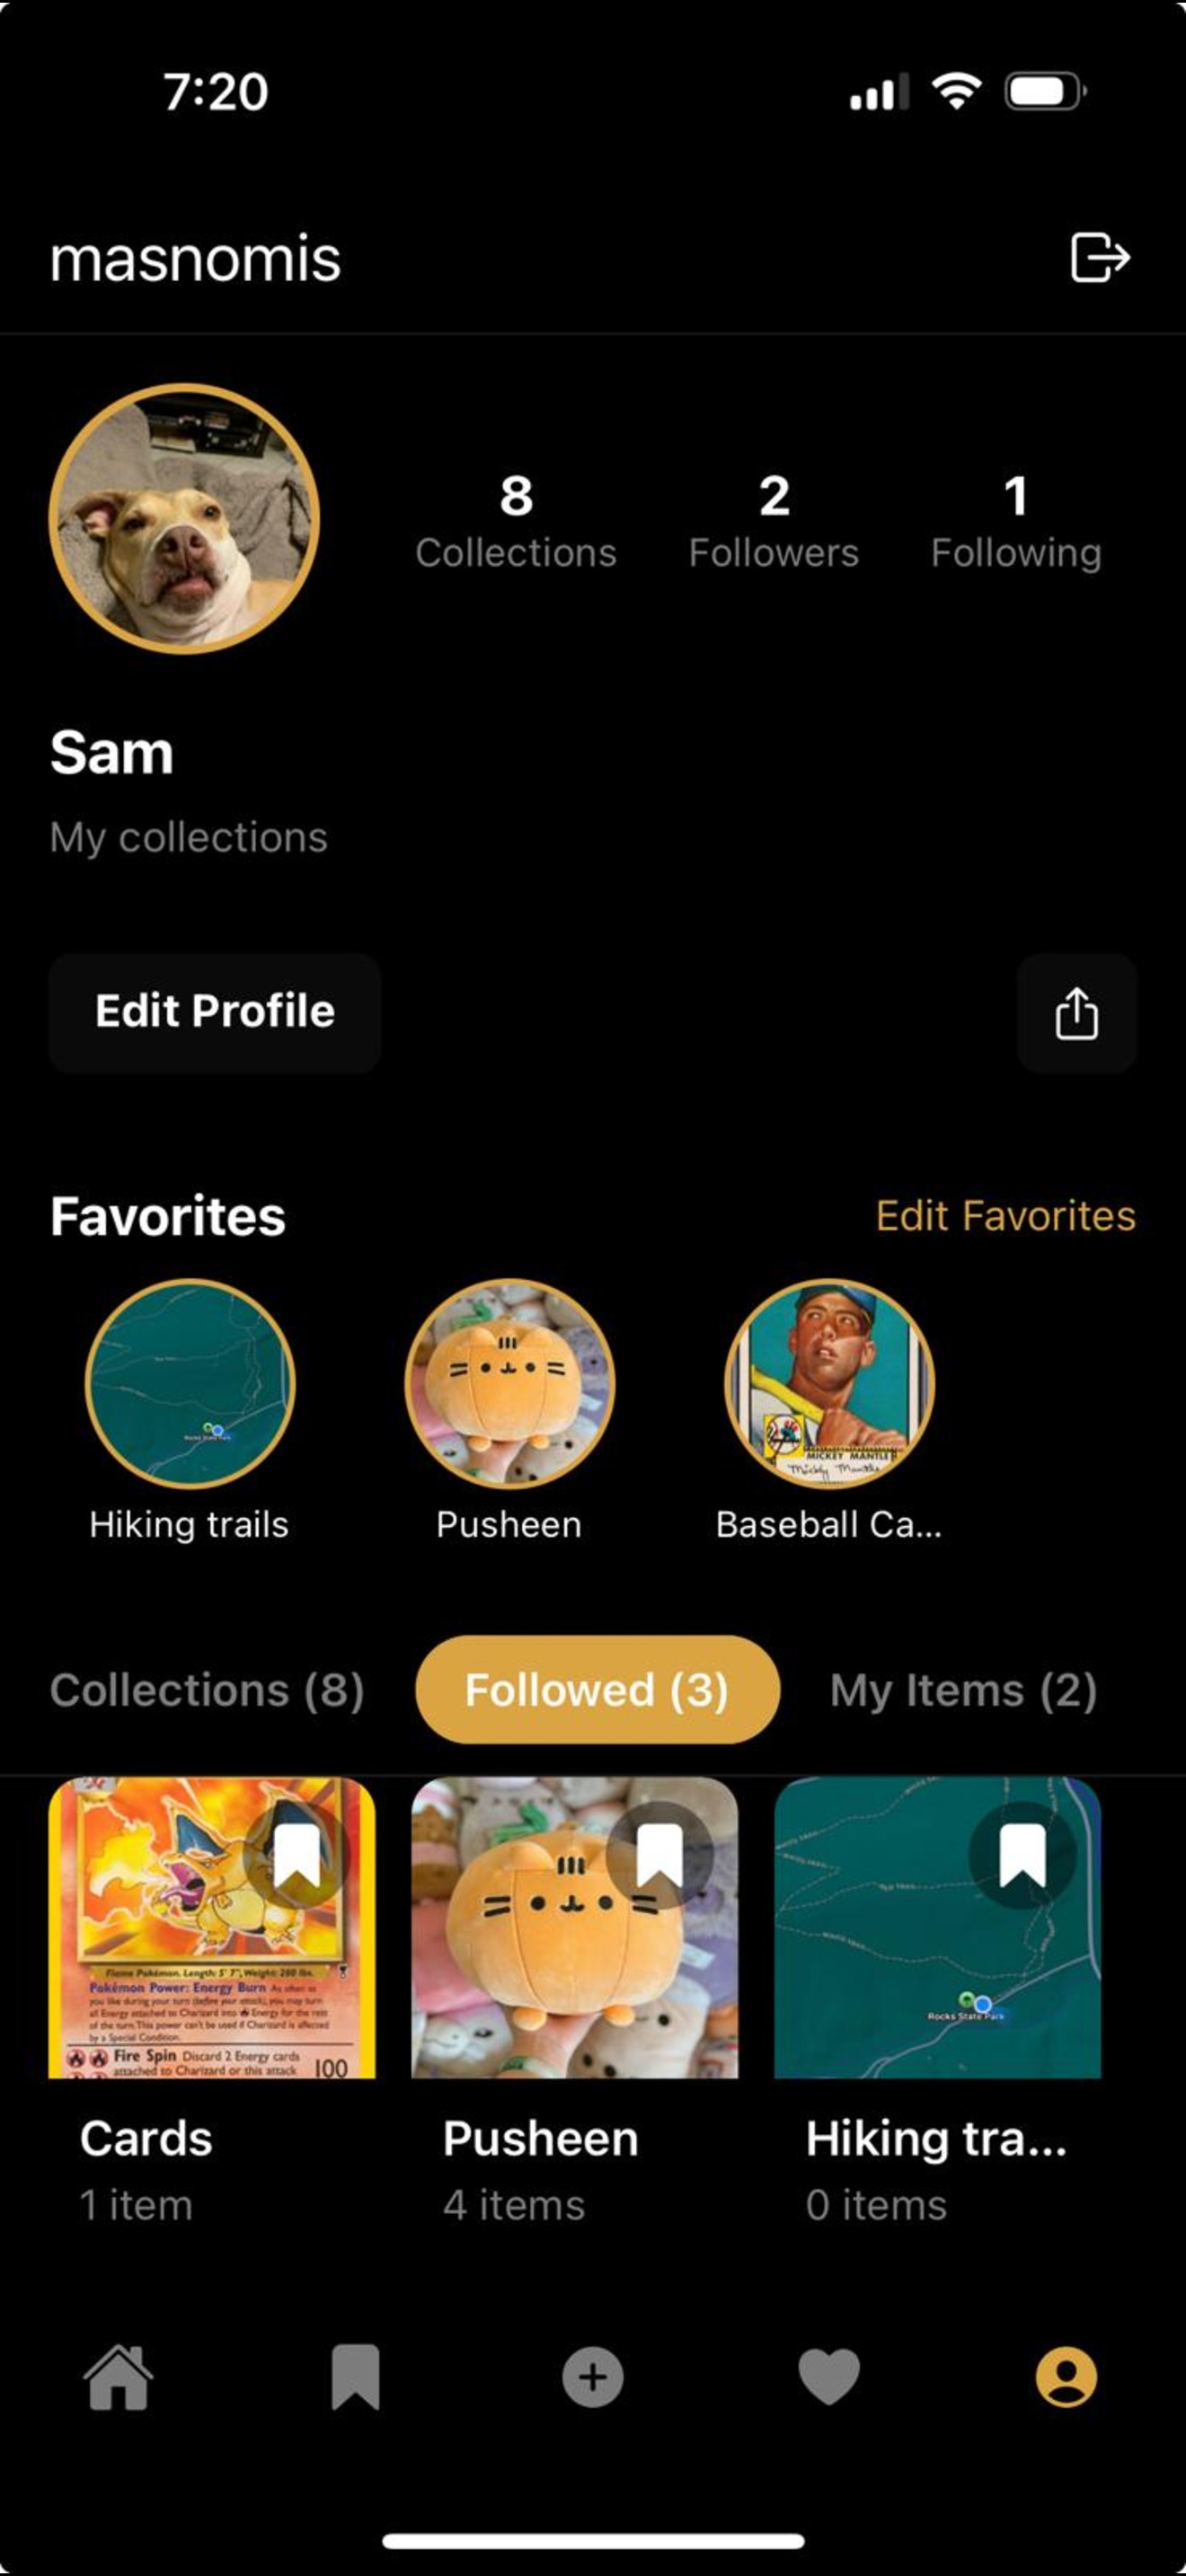 7:20
masnomis
8
Collections
2
Followers
1
Following
Sam
My collections
Edit Profile
Favorites
Edit Favorites
MICKEY MANTLE
Mickey Mantle
Hiking trails
Pusheen
Baseball Ca...
Collections (8)
Followed (3)
My Items (2)
Flame Pokémon. Length: 5' 7", Weight: 200 lbs.
Pokémon Power: Energy Burn As often as
you like during your turn (before your attack), you may turn
all Energy attached to Charizard into Energy for the rest
of the turn. This power can't be used if Charizard is affected
by a Special Condition.
Fire Spin Discard 2 Energy cards
attached to Charizard or this attack
100
Rocks State Park
Cards
1 item
Pusheen
4 items
Hiking tra...
0 items